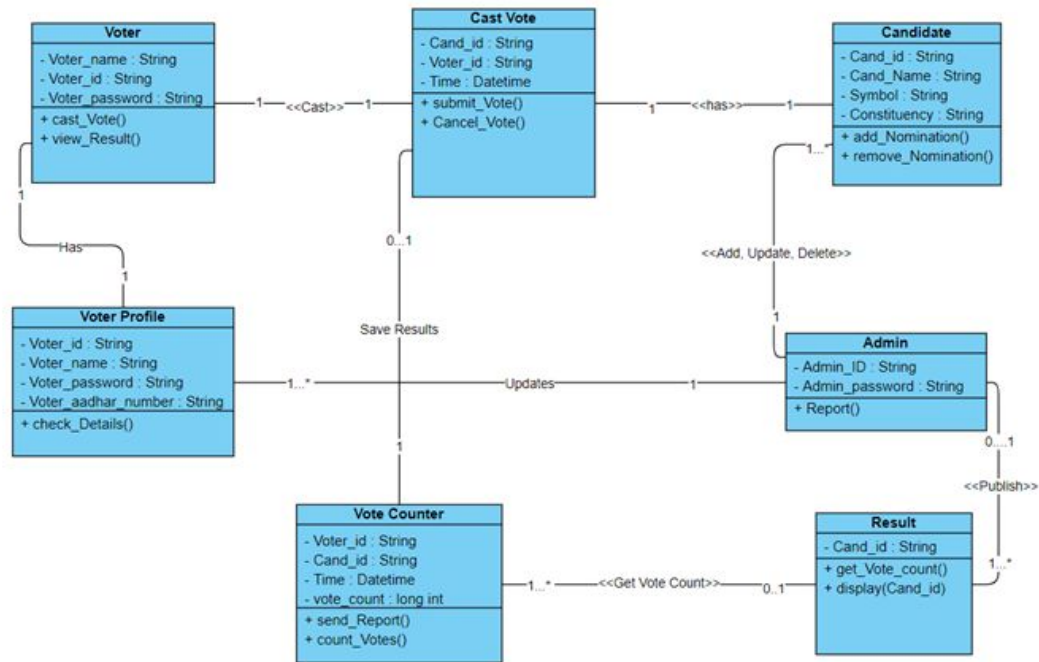 Voter
- Voter_name : String
- Voter_id : String
- Voter_password : String
+ cast_Vote()
+ view_Result()
1
<<Cast>>
1
Cast Vote
- Cand_id : String
- Voter_id : String
- Time : Datetime
+ submit_Vote()
+ Cancel_Vote()
1
<<has>>
1
Candidate
- Cand_id : String
- Cand_Name : String
- Symbol : String
- Constituency : String
+ add_Nomination()
+ remove_Nomination()
1
Has
1
0...1
Save Results
1
1...*
<<Add, Update, Delete>>
1
Voter Profile
- Voter_id : String
- Voter_name : String
- Voter_password : String
- Voter_aadhar_number : String
+ check_Details()
1...*
Updates
1
Admin
- Admin_ID : String
- Admin_password : String
+ Report()
0....1
<<Publish>>
1...*
Vote Counter
- Voter_id : String
- Cand_id : String
- Time : Datetime
- vote_count : long int
+ send_Report()
+ count_Votes()
1...*
<<Get Vote Count>>
0..1
Result
- Cand_id : String
+ get_Vote_count()
+ display(Cand_id)